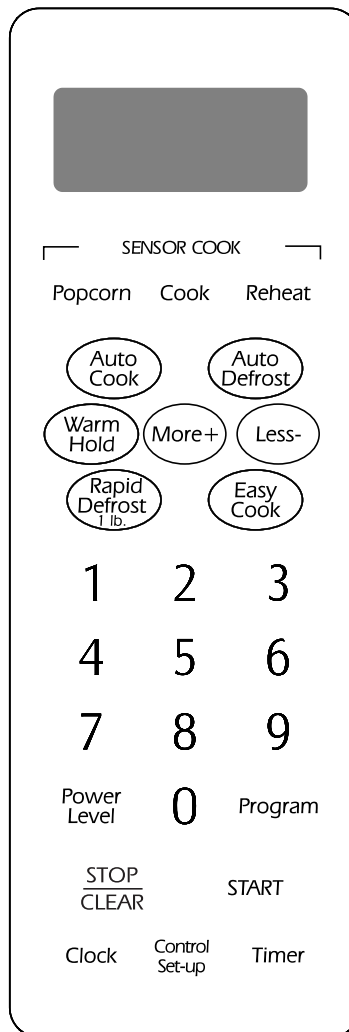 SENSOR COOK
Popcorn Cook Reheat
Auto
Cook
Auto
Defrost
Warm
Hold
More+
Less-
Rapid
Defrost
1 lb.
Easy
Cook
1 2 3
4 5 6
7 8 9
Power
Level
0
Program
STOP
CLEAR
START
Clock
Control
Set-up
Timer